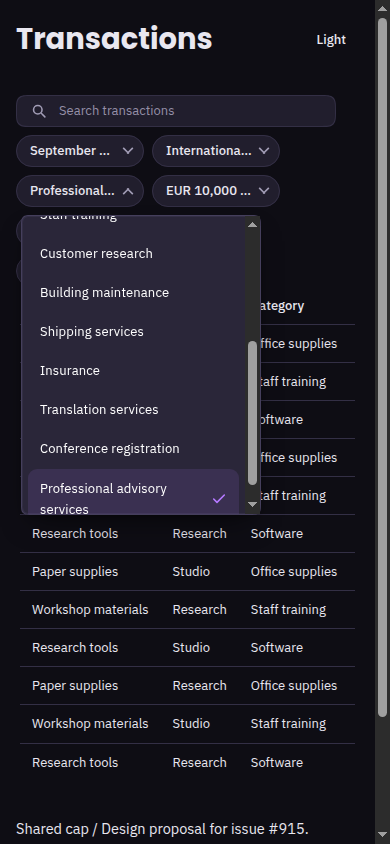 Transactions
Light
Search transactions
September ...
Internationa...
Professional...
EUR 10,000 ...
Staff training
Customer research
Building maintenance
Shipping services
Insurance
Translation services
Conference registration
Professional advisory
services
ategory
ffice supplies
taff training
oftware
ffice supplies
taff training
Research tools Research Software
Paper supplies Studio Office supplies
Workshop materials Research Staff training
Research tools Studio Software
Paper supplies Research Office supplies
Workshop materials Studio Staff training
Research tools Research Software
Shared cap / Design proposal for issue #915.